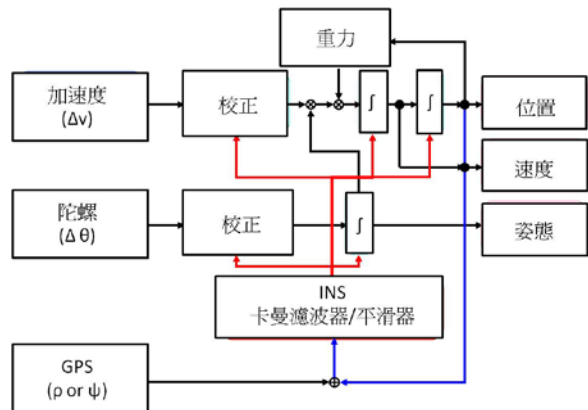 重力
加速度
(Δv)
校正
∫
∫
位置
速度
陀螺
(Δ θ)
校正
∫
姿態
INS
卡曼濾波器/平滑器
GPS
(ρ or ψ)